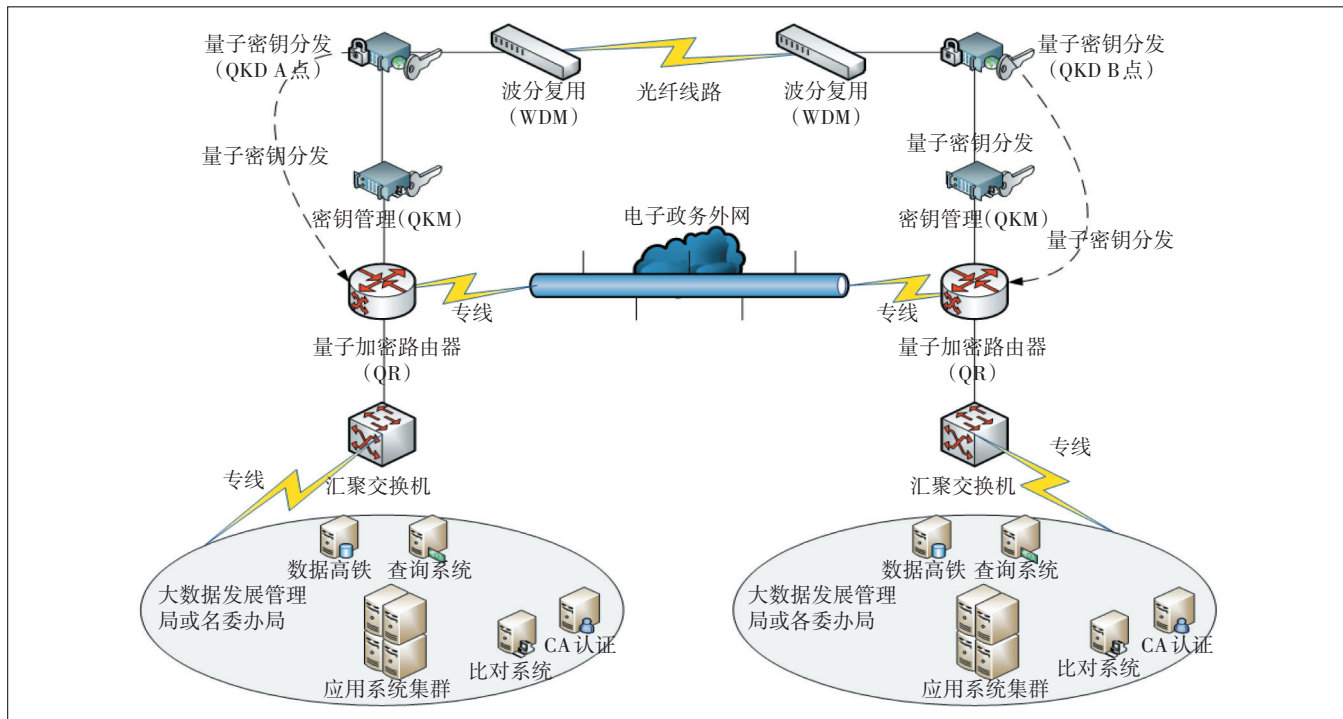 量子密钥分发
（QKD A点）
波分复用
（WDM）
光纤线路
波分复用
（WDM）
量子密钥分发
（QKD B点）
量子密钥分发
密钥管理(QKM)
量子密钥分发
密钥管理(QKM)
量子密钥分发
电子政务外网
专线
专线
量子加密路由器
（QR）
量子加密路由器
（QR）
专线
汇聚交换机
专线
汇聚交换机
数据高铁
查询系统
大数据发展管理
局或名委办局
CA认证
比对系统
应用系统集群
数据高铁
查询系统
大数据发展管理
局或各委办局
CA认证
比对系统
应用系统集群